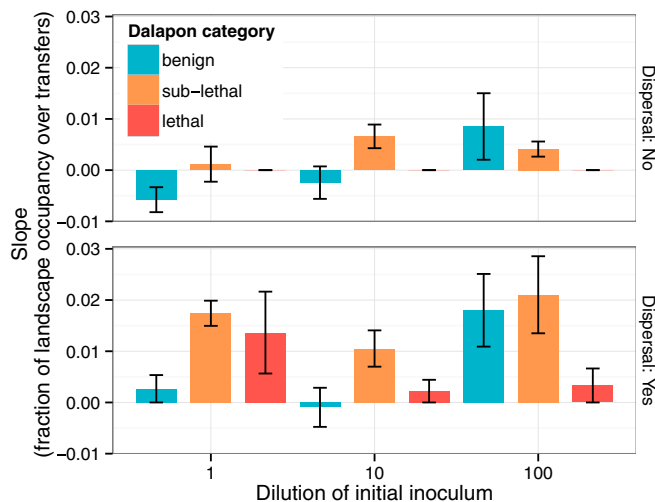 Dalapon category
benign
sub-lethal
lethal
0.03
0.02
0.01
0.00
-0.01
Dispersal: No
0.03
0.02
0.01
0.00
-0.01
Dispersal: Yes
Slope
(fraction of landscape occupancy over transfers)
1
10
100
Dilution of initial inoculum